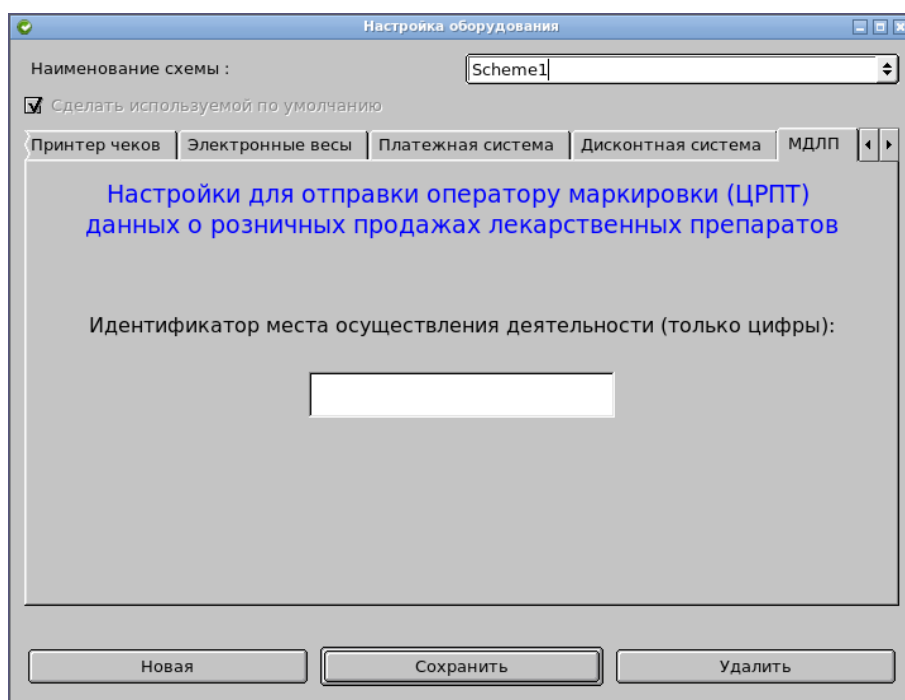 Настройка оборудования
Наименование схемы :
Scheme1
Сделать используемой по умолчанию
Принтер чеков
Электронные весы
Платежная система
Дисконтная система
МДЛП
Настройки для отправки оператору маркировки (ЦРПТ)
данных о розничных продажах лекарственных препаратов
Идентификатор места осуществления деятельности (только цифры):
Новая
Сохранить
Удалить